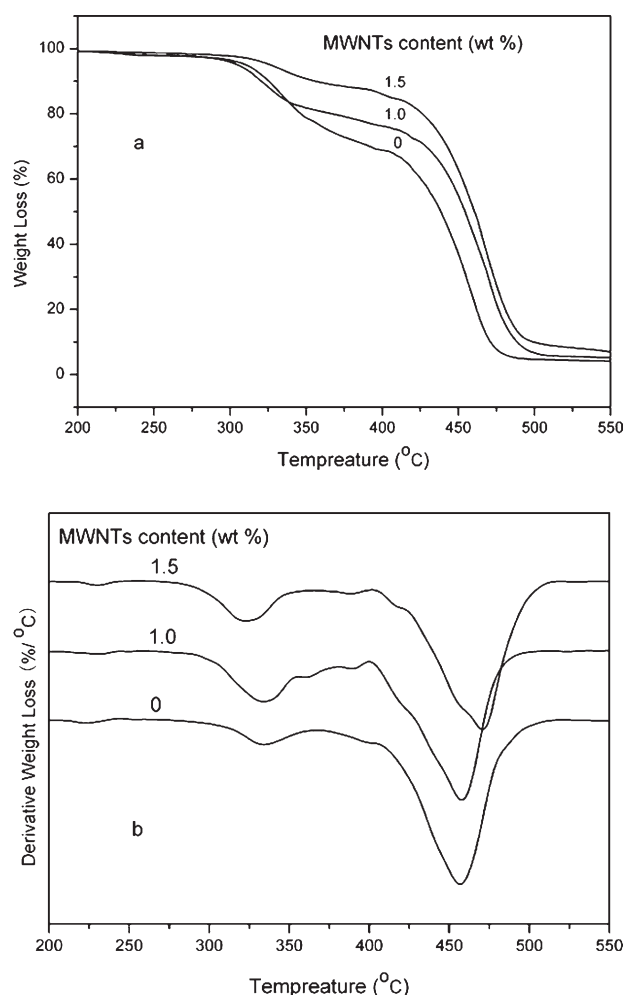 MWNTs content (wt %)
100
80
60
40
20
0
Weight Loss (%)
a
1.5
1.0
0
200 250 300 350 400 450 500 550
Tempreature (°C)
MWNTs content (wt %)
1.5
1.0
0
Derivative Weight Loss (%/°C)
b
200 250 300 350 400 450 500 550
Tempreature (°C)